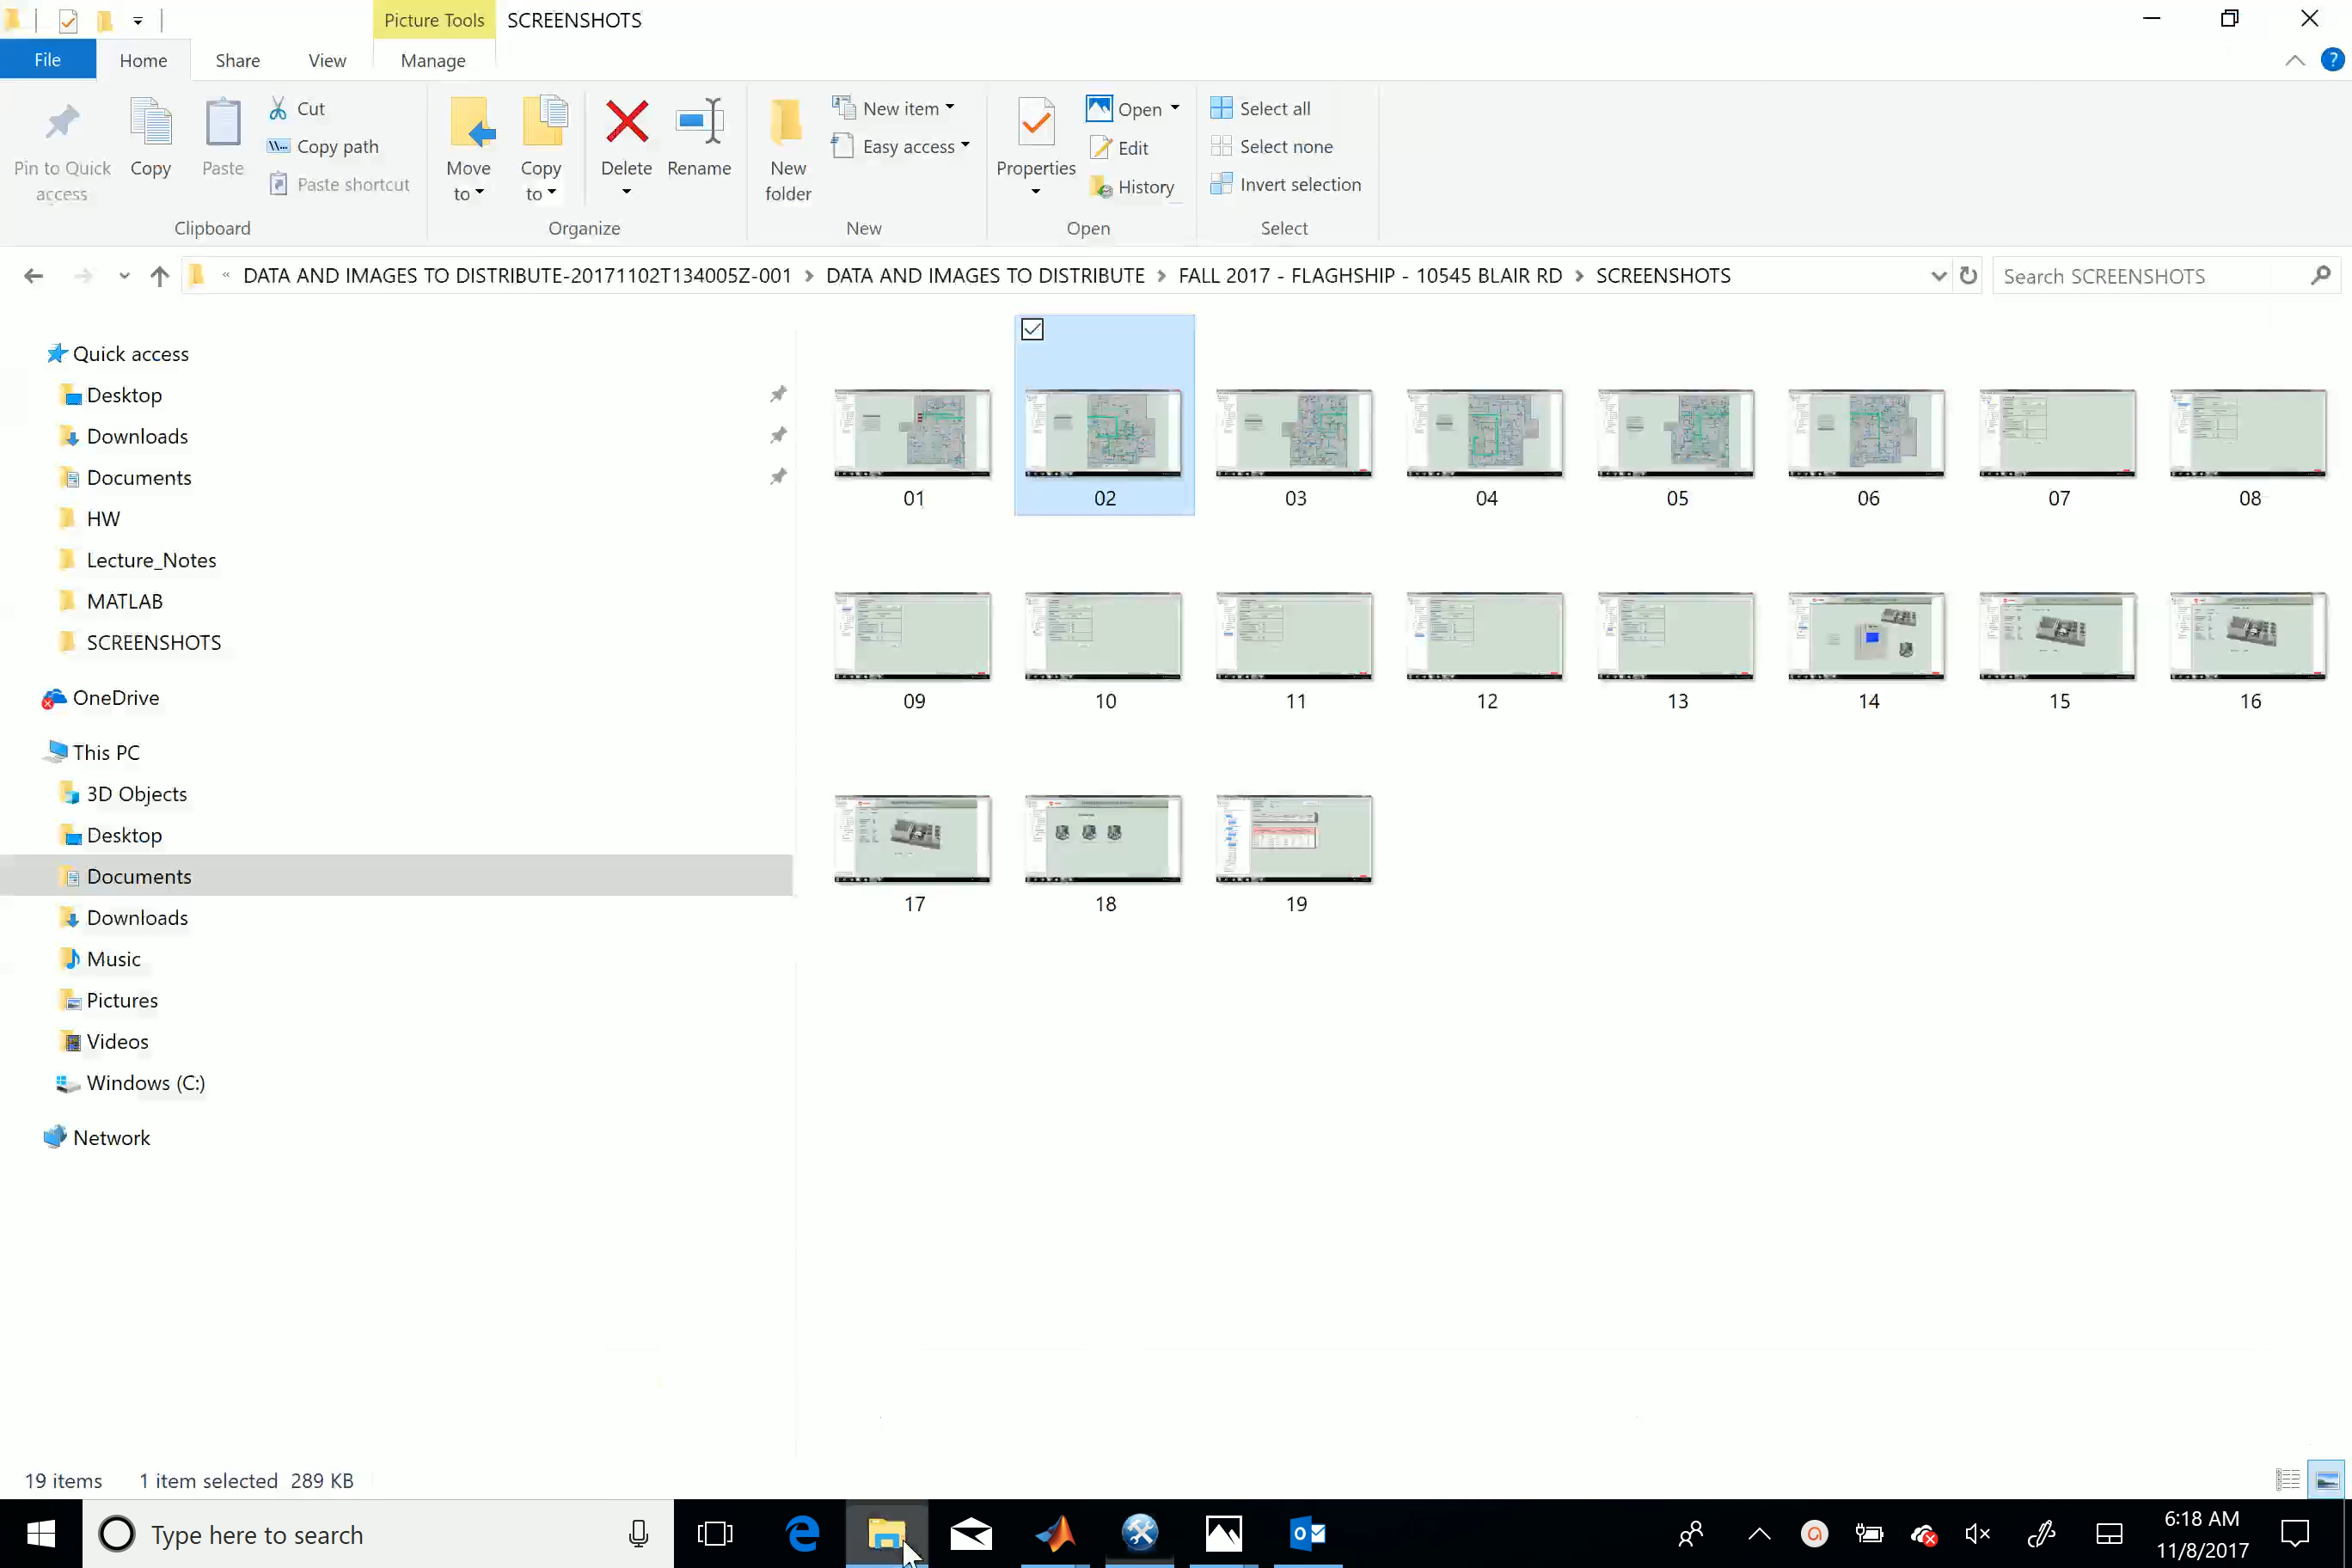 Picture Tools SCREENSHOTS
File Home Share View Manage
Pin to Quick access
Copy
Paste
Cut
Copy path
Paste shortcut
Clipboard
Move to
Copy to
Delete
Rename
Organize
New folder
New item
Easy access
New
Properties
Open
Edit
History
Open
Select all
Select none
Invert selection
Select
« DATA AND IMAGES TO DISTRIBUTE-20171102T134005Z-001 > DATA AND IMAGES TO DISTRIBUTE > FALL 2017 - FLAGHSHIP - 10545 BLAIR RD > SCREENSHOTS
Search SCREENSHOTS
Quick access
Desktop
Downloads
Documents
HW
Lecture_Notes
MATLAB
SCREENSHOTS
OneDrive
This PC
3D Objects
Desktop
Documents
Downloads
Music
Pictures
Videos
Windows (C:)
Network
01 02 03 04 05 06 07 08
09 10 11 12 13 14 15 16
17 18 19
19 items 1 item selected 289 KB
Type here to search
6:18 AM
11/8/2017